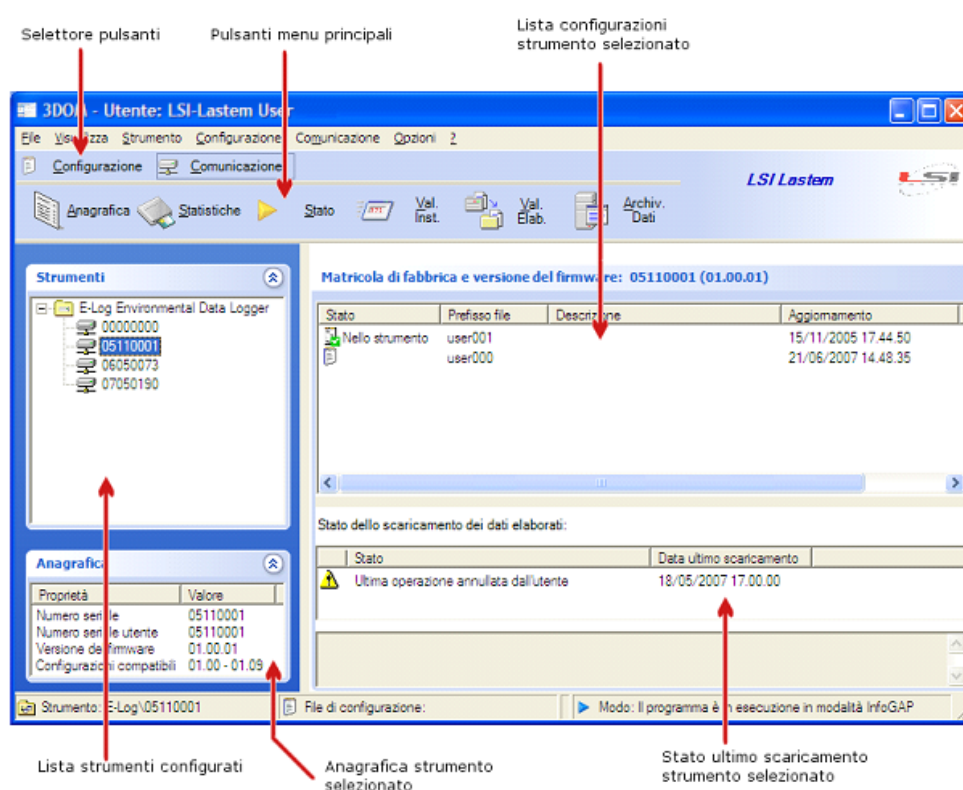 Selettore pulsanti
Pulsanti menu principali
Lista configurazioni
strumento selezionato
3DOM - Utente: LSI-Lastem User
File Visualizza Strumento Configurazione Comunicazione Opzioni ?
Configurazione Comunicazione
LSI Lastem
LSI
Anagrafica Statistiche Stato Val. Inst. Val. Elab. Archiv. Dati
Strumenti
E-Log Environmental Data Logger
00000000
05110001
06050073
07050190
Matricola di fabbrica e versione del firmware: 05110001 (01.00.01)
Stato Prefisso file Descrizione Aggiornamento
Nello strumento user001 15/11/2005 17.44.50
user000 21/06/2007 14.48.35
Stato dello scaricamento dei dati elaborati:
Stato Data ultimo scaricamento
Ultima operazione annullata dall'utente 18/05/2007 17.00.00
Anagrafica
Proprietà Valore
Numero seriale 05110001
Numero seriale utente 05110001
Versione del firmware 01.00.01
Configurazioni compatibili 01.00 - 01.09
Strumento: E-Log\05110001 File di configurazione: Modo: Il programma è in esecuzione in modalità InfoGAP
Lista strumenti configurati
Anagrafica strumento
selezionato
Stato ultimo scaricamento
strumento selezionato